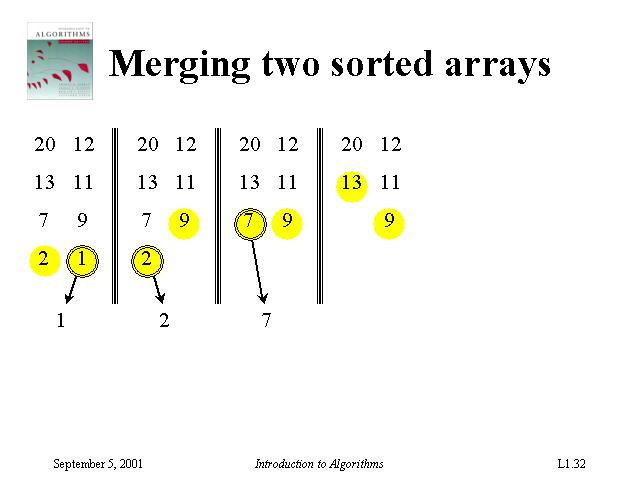 ALGORITHMS
Merging two sorted arrays
20 12 20 12 20 12 20 12
13 11 13 11 13 11 13 11
7 9 7 9 7 9 9
2 1 2
1 2 7
September 5, 2001 Introduction to Algorithms L1.32